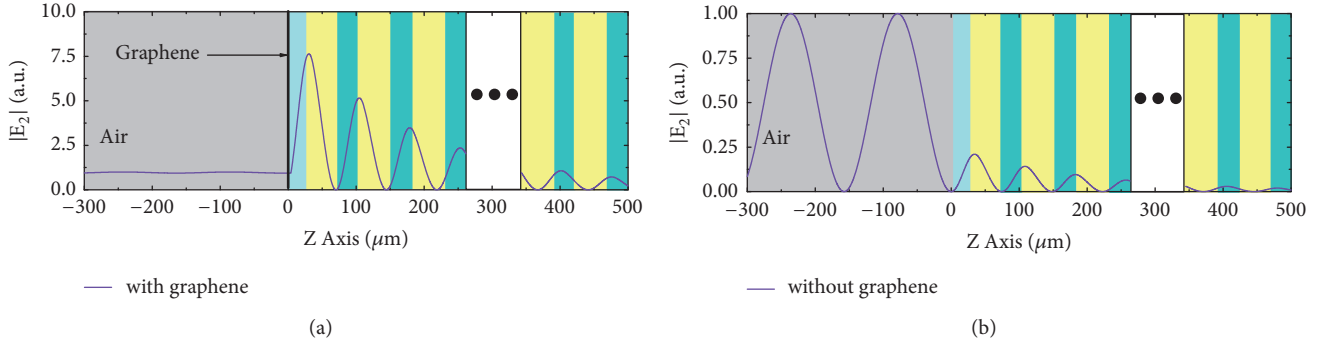 10.0
7.5
5.0
2.5
0.0
|E2| (a.u.)
Graphene
Air
−300 −200 −100 0 100 200 300 400 500
Z Axis (μm)
with graphene
(a)
1.00
0.75
0.50
0.25
0.00
|E2| (a.u.)
Air
−300 −200 −100 0 100 200 300 400 500
Z Axis (μm)
without graphene
(b)